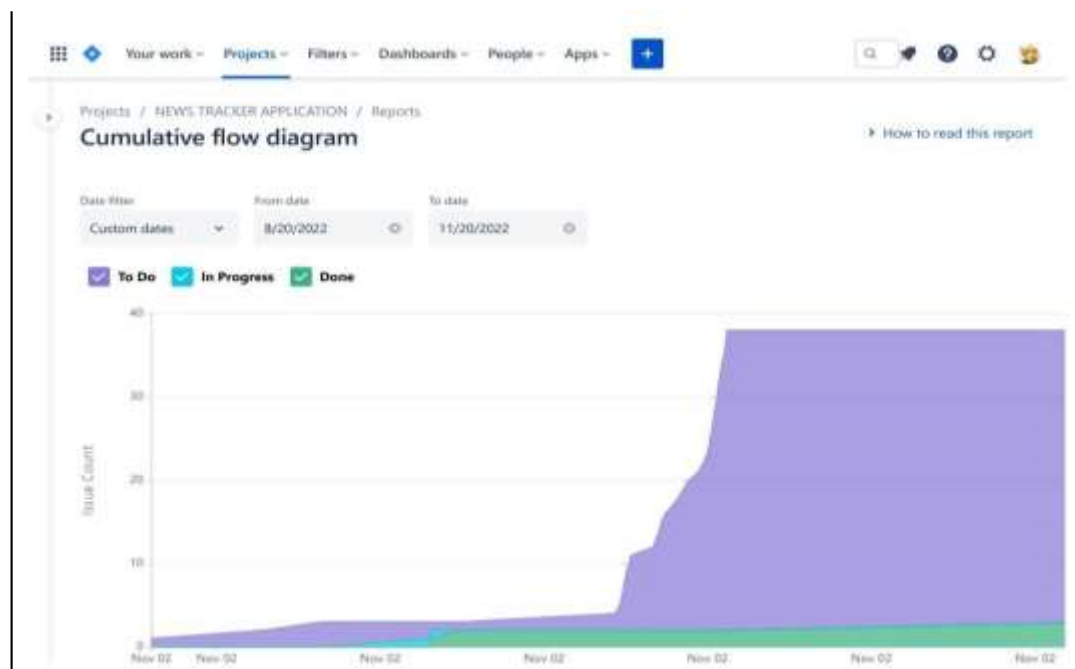 Your work Projects Filters Dashboards People Apps +
Projects / NEWS TRACKER APPLICATION / Reports
Cumulative flow diagram
How to read this report
Date filter From date To date
Custom dates 8/20/2022 11/20/2022
To Do In Progress Done
40
30
Issue Count
20
10
0
Nov 02 Nov 02 Nov 02 Nov 02 Nov 02 Nov 02 Nov 02